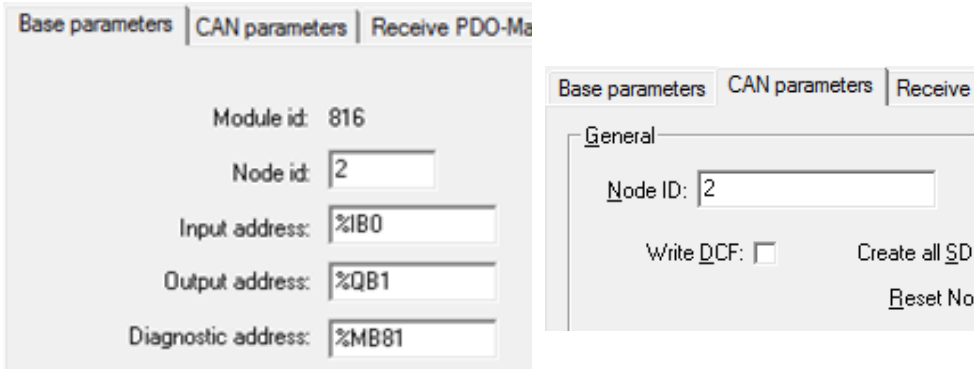 Base parameters CAN parameters Receive PDO-Ma
Module id: 816
Node id: 2
Input address: %IB0
Output address: %QB1
Diagnostic address: %MB81
Base parameters CAN parameters Receive
General
Node ID: 2
Write DCF: Create all SD
Reset No